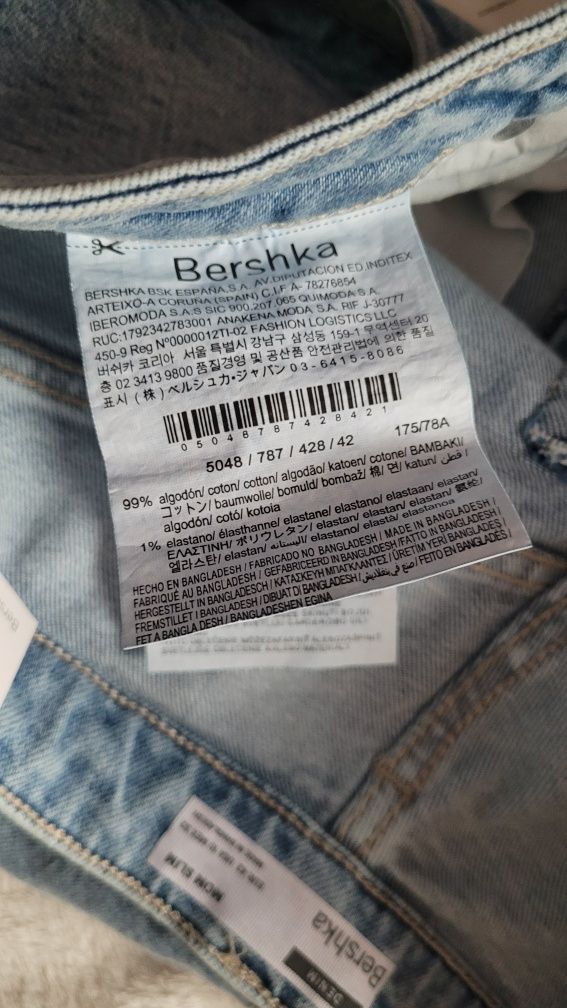 Bershka
BERSHKA BSK ESPAÑA,S.A. AV.DIPUTACION ED.INDITEX
ARTEIXO-A CORUÑA (SPAIN) C.I.F A- 78276854
IBEROMODA S.A.S SIC 900.207.065 QUIMODA S.A.
RUC:1792342783001 ANAKENA MODA S.A. RIF J-30777
450-9 Reg Nº0000012TI-02 FASHION LOGISTICS LLC
버쉬카 코리아 서울 특별시 강남구 삼성동 159-1 무역센터 20
층 02 3413 9800 품질경영 및 공산품 안전관리법에 의한 품질
표시 (株) ベルシュカ・ジャパン 03-6415-8086
05048787428421
5048 / 787 / 428 / 42
175/78A
99% algodón/ coton/ cotton/ algodão/ katoen/ cotone/ BAMBAKI/
コットン/ baumwolle/ bomuld/ bombaž/ 棉/ 면/ katun/ قطن /
algodón/ cotó/ kotoia
1% elastano/ élasthanne/ elastane/ elastano/ elastaan/ elastan/
ΕΛΑΣΤΙΝΗ/ ポリウレタン/ elastan/ elastan/ elastan/
엘라스탄/ elastan/ الياستان/ elastano/ elastà/ elastanoa
HECHO EN BANGLADESH / FABRICADO NO BANGLADESH / MADE IN BANGLADESH /
FABRIQUÉ AU BANGLADESH / GEFABRICEERD IN BANGLADESH /FATTO IN BANGLADESH /
HERGESTELLT IN BANGLADESCH / ΚΑΤΑΣΚΕΥΗ ΜΠΑΓΚΛΑΝΤΕΣ / ÜRETİM YERİ BANGLADEŞ /
FREMSTILLET I BANGLADESH / DIBUAT DI BANGLADESH / صنع في بنغلاديش / FEITO EN BANGLADÉS /
FET A BANGLA DESH / BANGLADESHEN EGINA
MOM SLIM
Bershka
DENIM